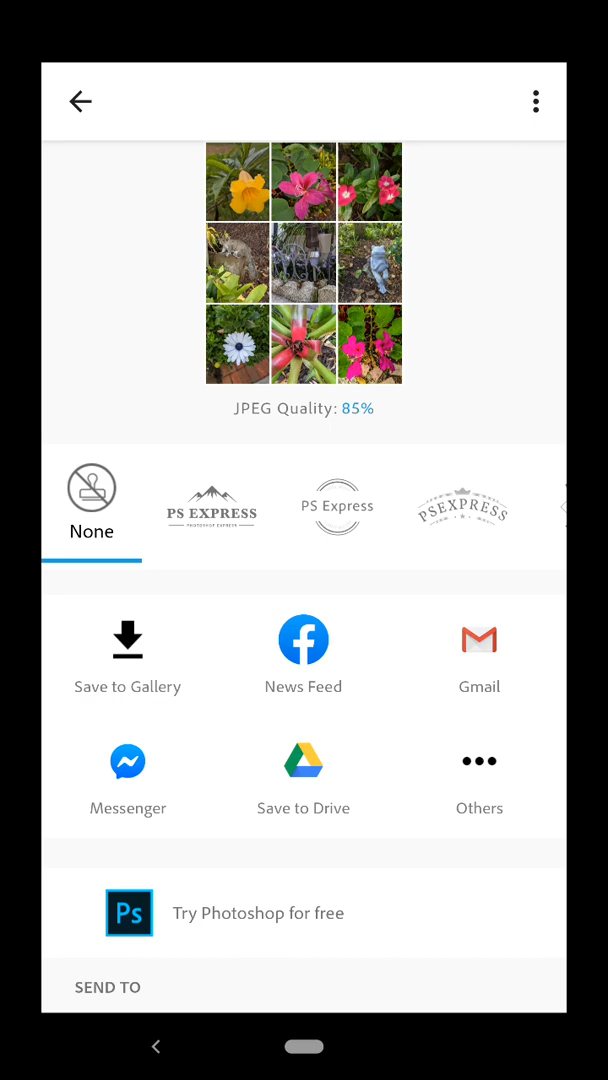 JPEG Quality: 85%
None
PS EXPRESS
PHOTOSHOP EXPRESS
PS Express
PSEXPRESS
Save to Gallery
News Feed
Gmail
Messenger
Save to Drive
Others
Ps
Try Photoshop for free
SEND TO